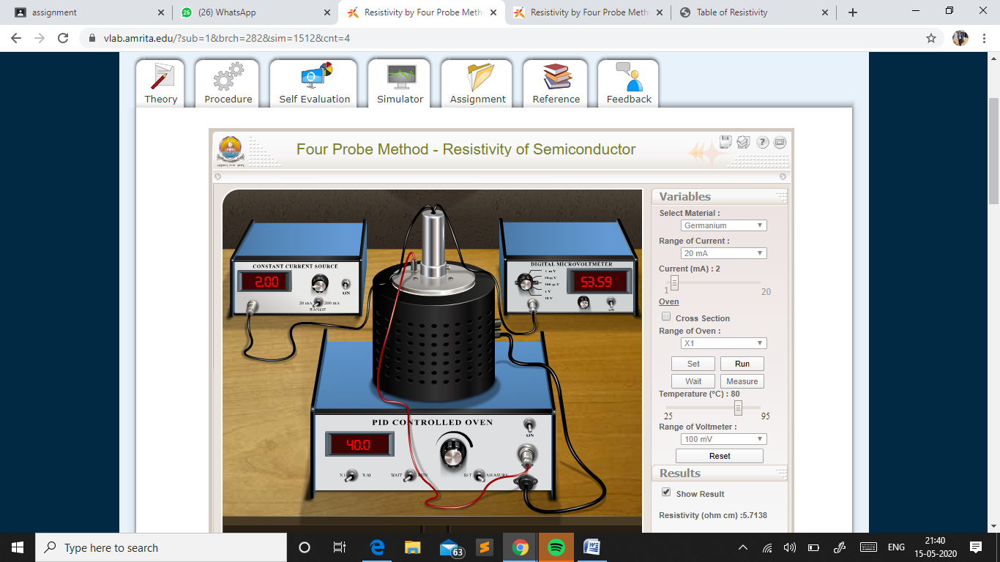 assignment
(26) WhatsApp
Resistivity by Four Probe Meth
Resistivity by Four Probe Meth
Table of Resistivity
vlab.amrita.edu/?sub=1&brch=282&sim=1512&cnt=4
Theory
Procedure
Self Evaluation
Simulator
Assignment
Reference
Feedback
Four Probe Method - Resistivity of Semiconductor
CONSTANT CURRENT SOURCE
2.00
ON
20 mA 200 mA
RANGE
DIGITAL MICROVOLTMETER
1 m V
10 m V
100 m V
1 V
10 V
53.59
ON
PID CONTROLLED OVEN
40.0
ON
X1 X10
WAIT RUN
SET MEASURE
Variables
Select Material :
Germanium
Range of Current :
20 mA
Current (mA) : 2
1 20
Oven
Cross Section
Range of Oven :
X1
Set Run
Wait Measure
Temperature (°C) : 80
25 95
Range of Voltmeter :
100 mV
Reset
Results
Show Result
Resistivity (ohm cm) :5.7138
Type here to search
63
ENG
21:40
15-05-2020